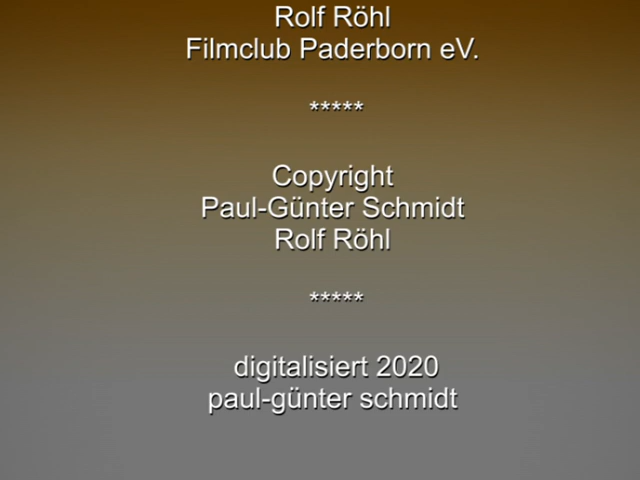 Rolf Röhl
Filmclub Paderborn eV.
*****
Copyright
Paul-Günter Schmidt
Rolf Röhl
*****
digitalisiert 2020
paul-günter schmidt